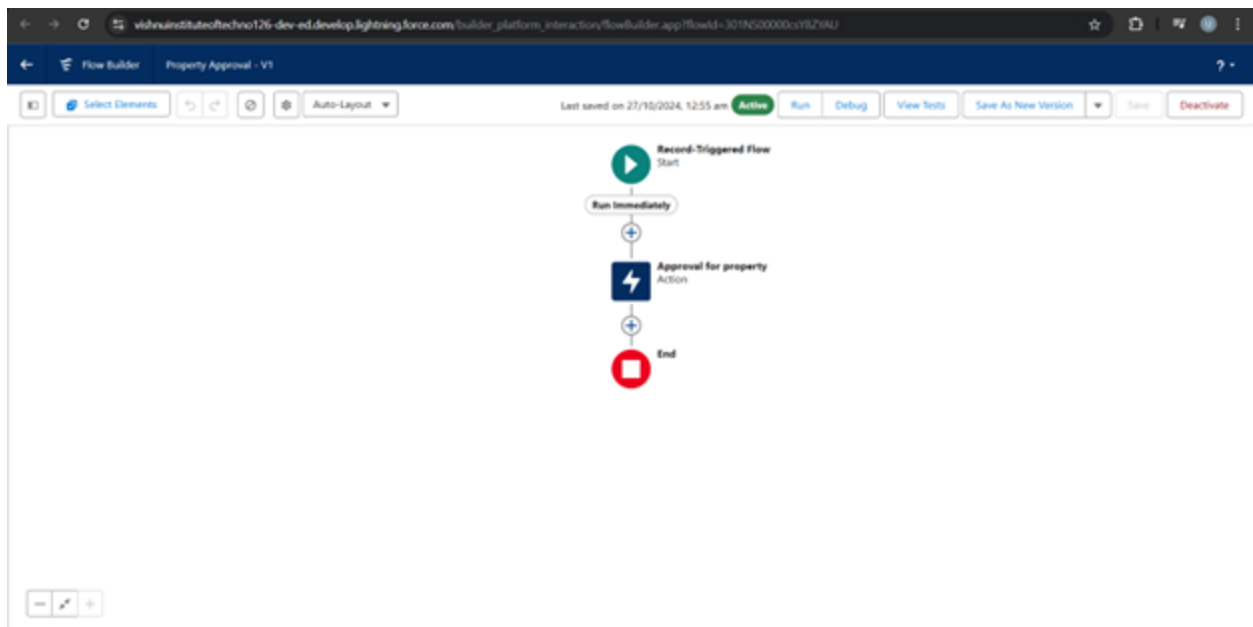 vishnuinstituteoftechno126-dev-ed.develop.lightning.force.com/builder_platform_interaction/flowBuilder.app?flowId=
Flow Builder Property Approval - V1 ?
Select Elements Auto-Layout Last saved on 27/10/2024, 12:55 am Active Run Debug View Tests Save As New Version Save Deactivate
Record-Triggered Flow
Start
Run Immediately
Approval for property
Action
End